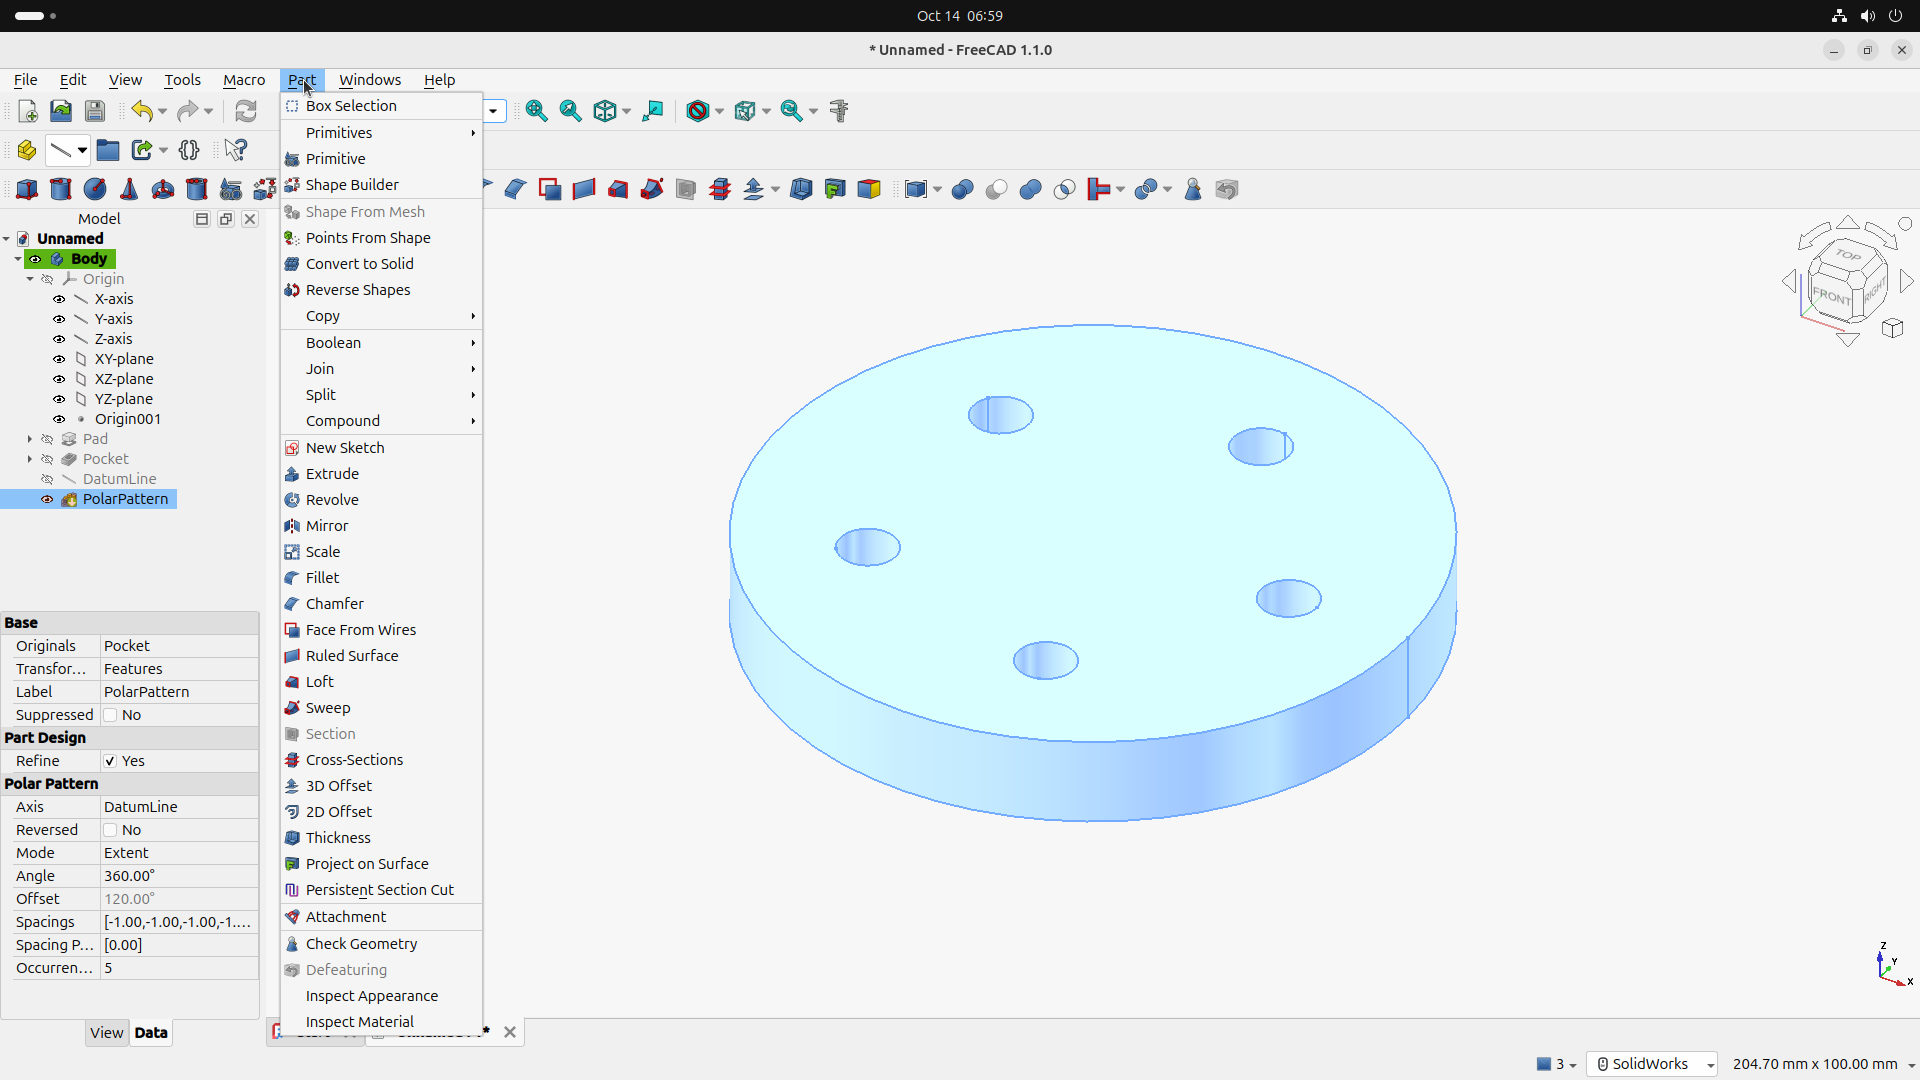 Oct 14 06:59
* Unnamed - FreeCAD 1.1.0
File Edit View Tools Macro Part Windows Help
Box Selection
Primitives
Primitive
Shape Builder
Shape From Mesh
Points From Shape
Convert to Solid
Reverse Shapes
Copy
Boolean
Join
Split
Compound
New Sketch
Extrude
Revolve
Mirror
Scale
Fillet
Chamfer
Face From Wires
Ruled Surface
Loft
Sweep
Section
Cross-Sections
3D Offset
2D Offset
Thickness
Project on Surface
Persistent Section Cut
Attachment
Check Geometry
Defeaturing
Inspect Appearance
Inspect Material
Model
Unnamed
Body
Origin
X-axis
Y-axis
Z-axis
XY-plane
XZ-plane
YZ-plane
Origin001
Pad
Pocket
DatumLine
PolarPattern
Base
Originals Pocket
Transfor... Features
Label PolarPattern
Suppressed No
Part Design
Refine Yes
Polar Pattern
Axis DatumLine
Reversed No
Mode Extent
Angle 360.00°
Offset 120.00°
Spacings [-1.00,-1.00,-1.00,-1....
Spacing P... [0.00]
Occurren... 5
View Data
TOP
FRONT RIGHT
Z
Y
X
3 SolidWorks 204.70 mm x 100.00 mm